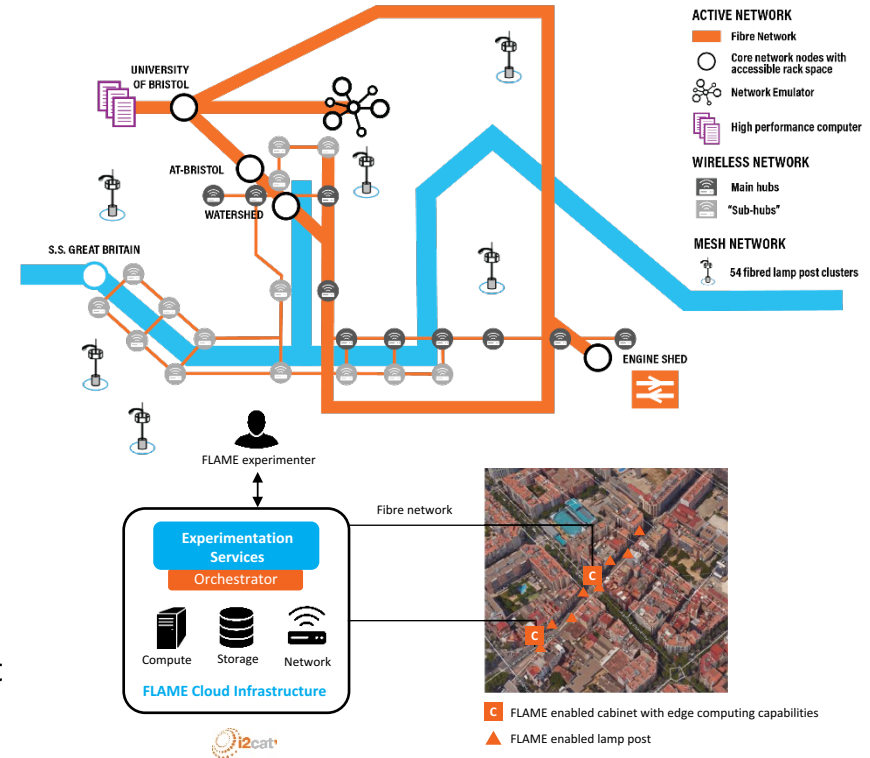 ACTIVE NETWORK
Fibre Network
Core network nodes with
accessible rack space
Network Emulator
High performance computer
WIRELESS NETWORK
Main hubs
“Sub-hubs”
MESH NETWORK
54 fibred lamp post clusters
UNIVERSITY
OF BRISTOL
AT-BRISTOL
WATERSHED
S.S. GREAT BRITAIN
ENGINE SHED
FLAME experimenter
Fibre network
Experimentation
Services
Orchestrator
Compute
Storage
Network
FLAME Cloud Infrastructure
C
C
C FLAME enabled cabinet with edge computing capabilities
FLAME enabled lamp post
i2cat
t